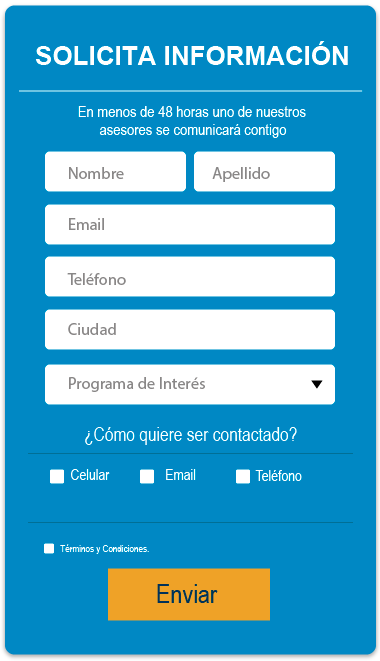 SOLICITA INFORMACIÓN
En menos de 48 horas uno de nuestros
asesores se comunicará contigo
Nombre Apellido
Email
Teléfono
Ciudad
Programa de Interés
¿Cómo quiere ser contactado?
Celular Email Teléfono
Términos y Condiciones.
Enviar